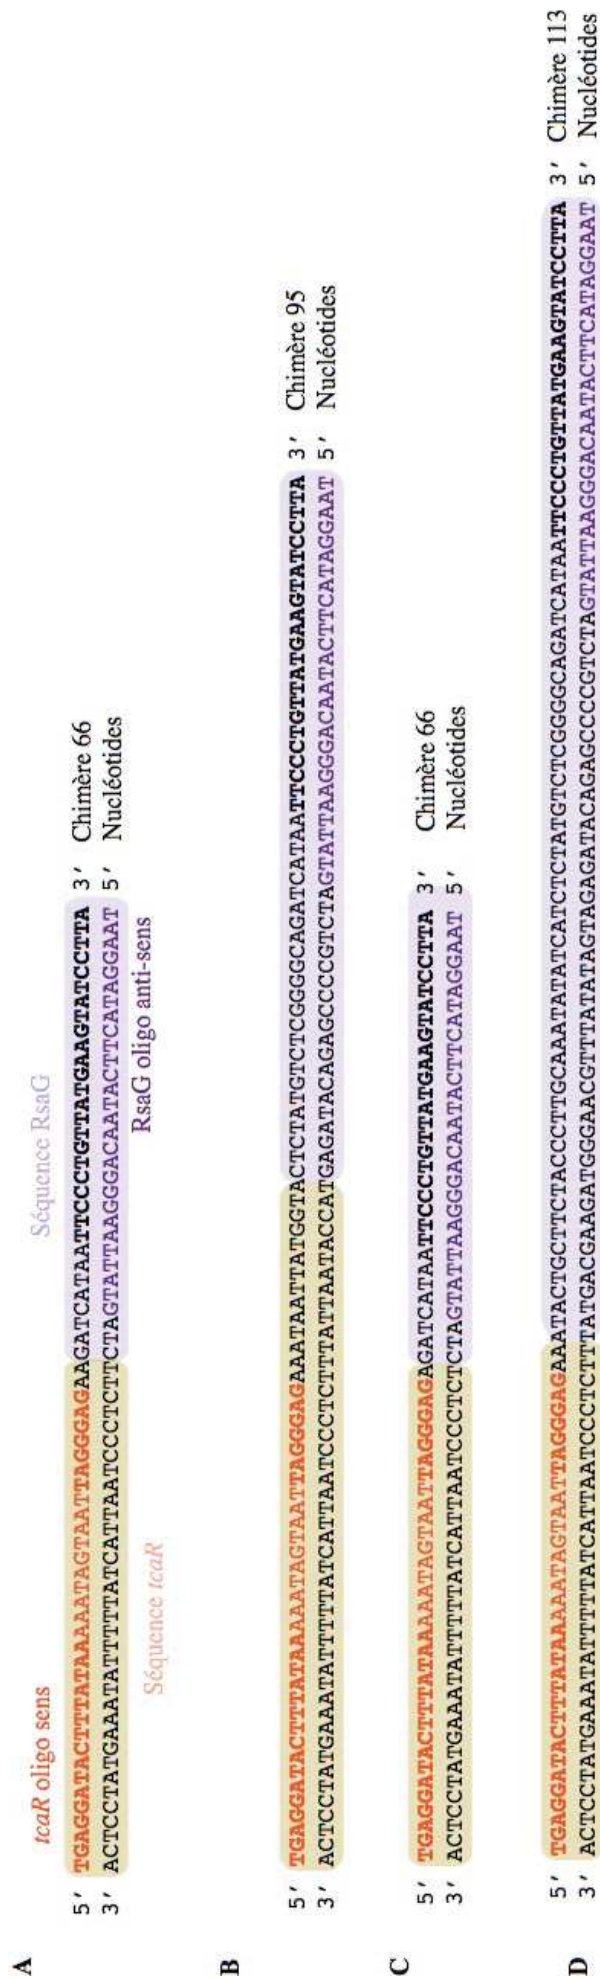 A
Séquence RsaG
IcaR oligo sens
5’ TGAGGATACTTTATAAAAATAGTAATTAGGGAGAAGATCATAATTCCCTGTTATGAAGTATCCTTA 3’ Chimère 66
3’ ACTCCTATGAAATATTTTTATCATTAATCCCTCTTCTAGTATTAAGGGACAATACTTCATAGGAAT 5’ Nucléotides
RsaG oligo anti-sens
Séquence IcaR
B
5’ TGAGGATACTTTATAAAAATAGTAATTAGGGAGAAATAATTATGGTACTCTATGTCTCGGGGCAGATCATAATTCCCTGTTATGAAGTATCCTTA 3’ Chimère 95
3’ ACTCCTATGAAATATTTTTATCATTAATCCCTCTTTATTAATACCATGAGATACAGAGCCCCGTCTAGTATTAAGGGACAATACTTCATAGGAAT 5’ Nucléotides
C
5’ TGAGGATACTTTATAAAAATAGTAATTAGGGAGAGATCATAATTCCCTGTTATGAAGTATCCTTA 3’ Chimère 66
3’ ACTCCTATGAAATATTTTTATCATTAATCCCTCTCTAGTATTAAGGGACAATACTTCATAGGAAT 5’ Nucléotides
D
5’ TGAGGATACTTTATAAAAATAGTAATTAGGGAGAAATACTGCTTCTACCCTTGCAAATATATCATCTCTATGTCTCGGGGCAGATCATAATTCCCTGTTATGAAGTATCCTTA 3’ Chimère 113
3’ ACTCCTATGAAATATTTTTATCATTAATCCCTCTTTATGACGAAGATGGGAACGTTTATATAGTAGAGATACAGAGCCCCGTCTAGTATTAAGGGACAATACTTCATAGGAAT 5’ Nucléotides